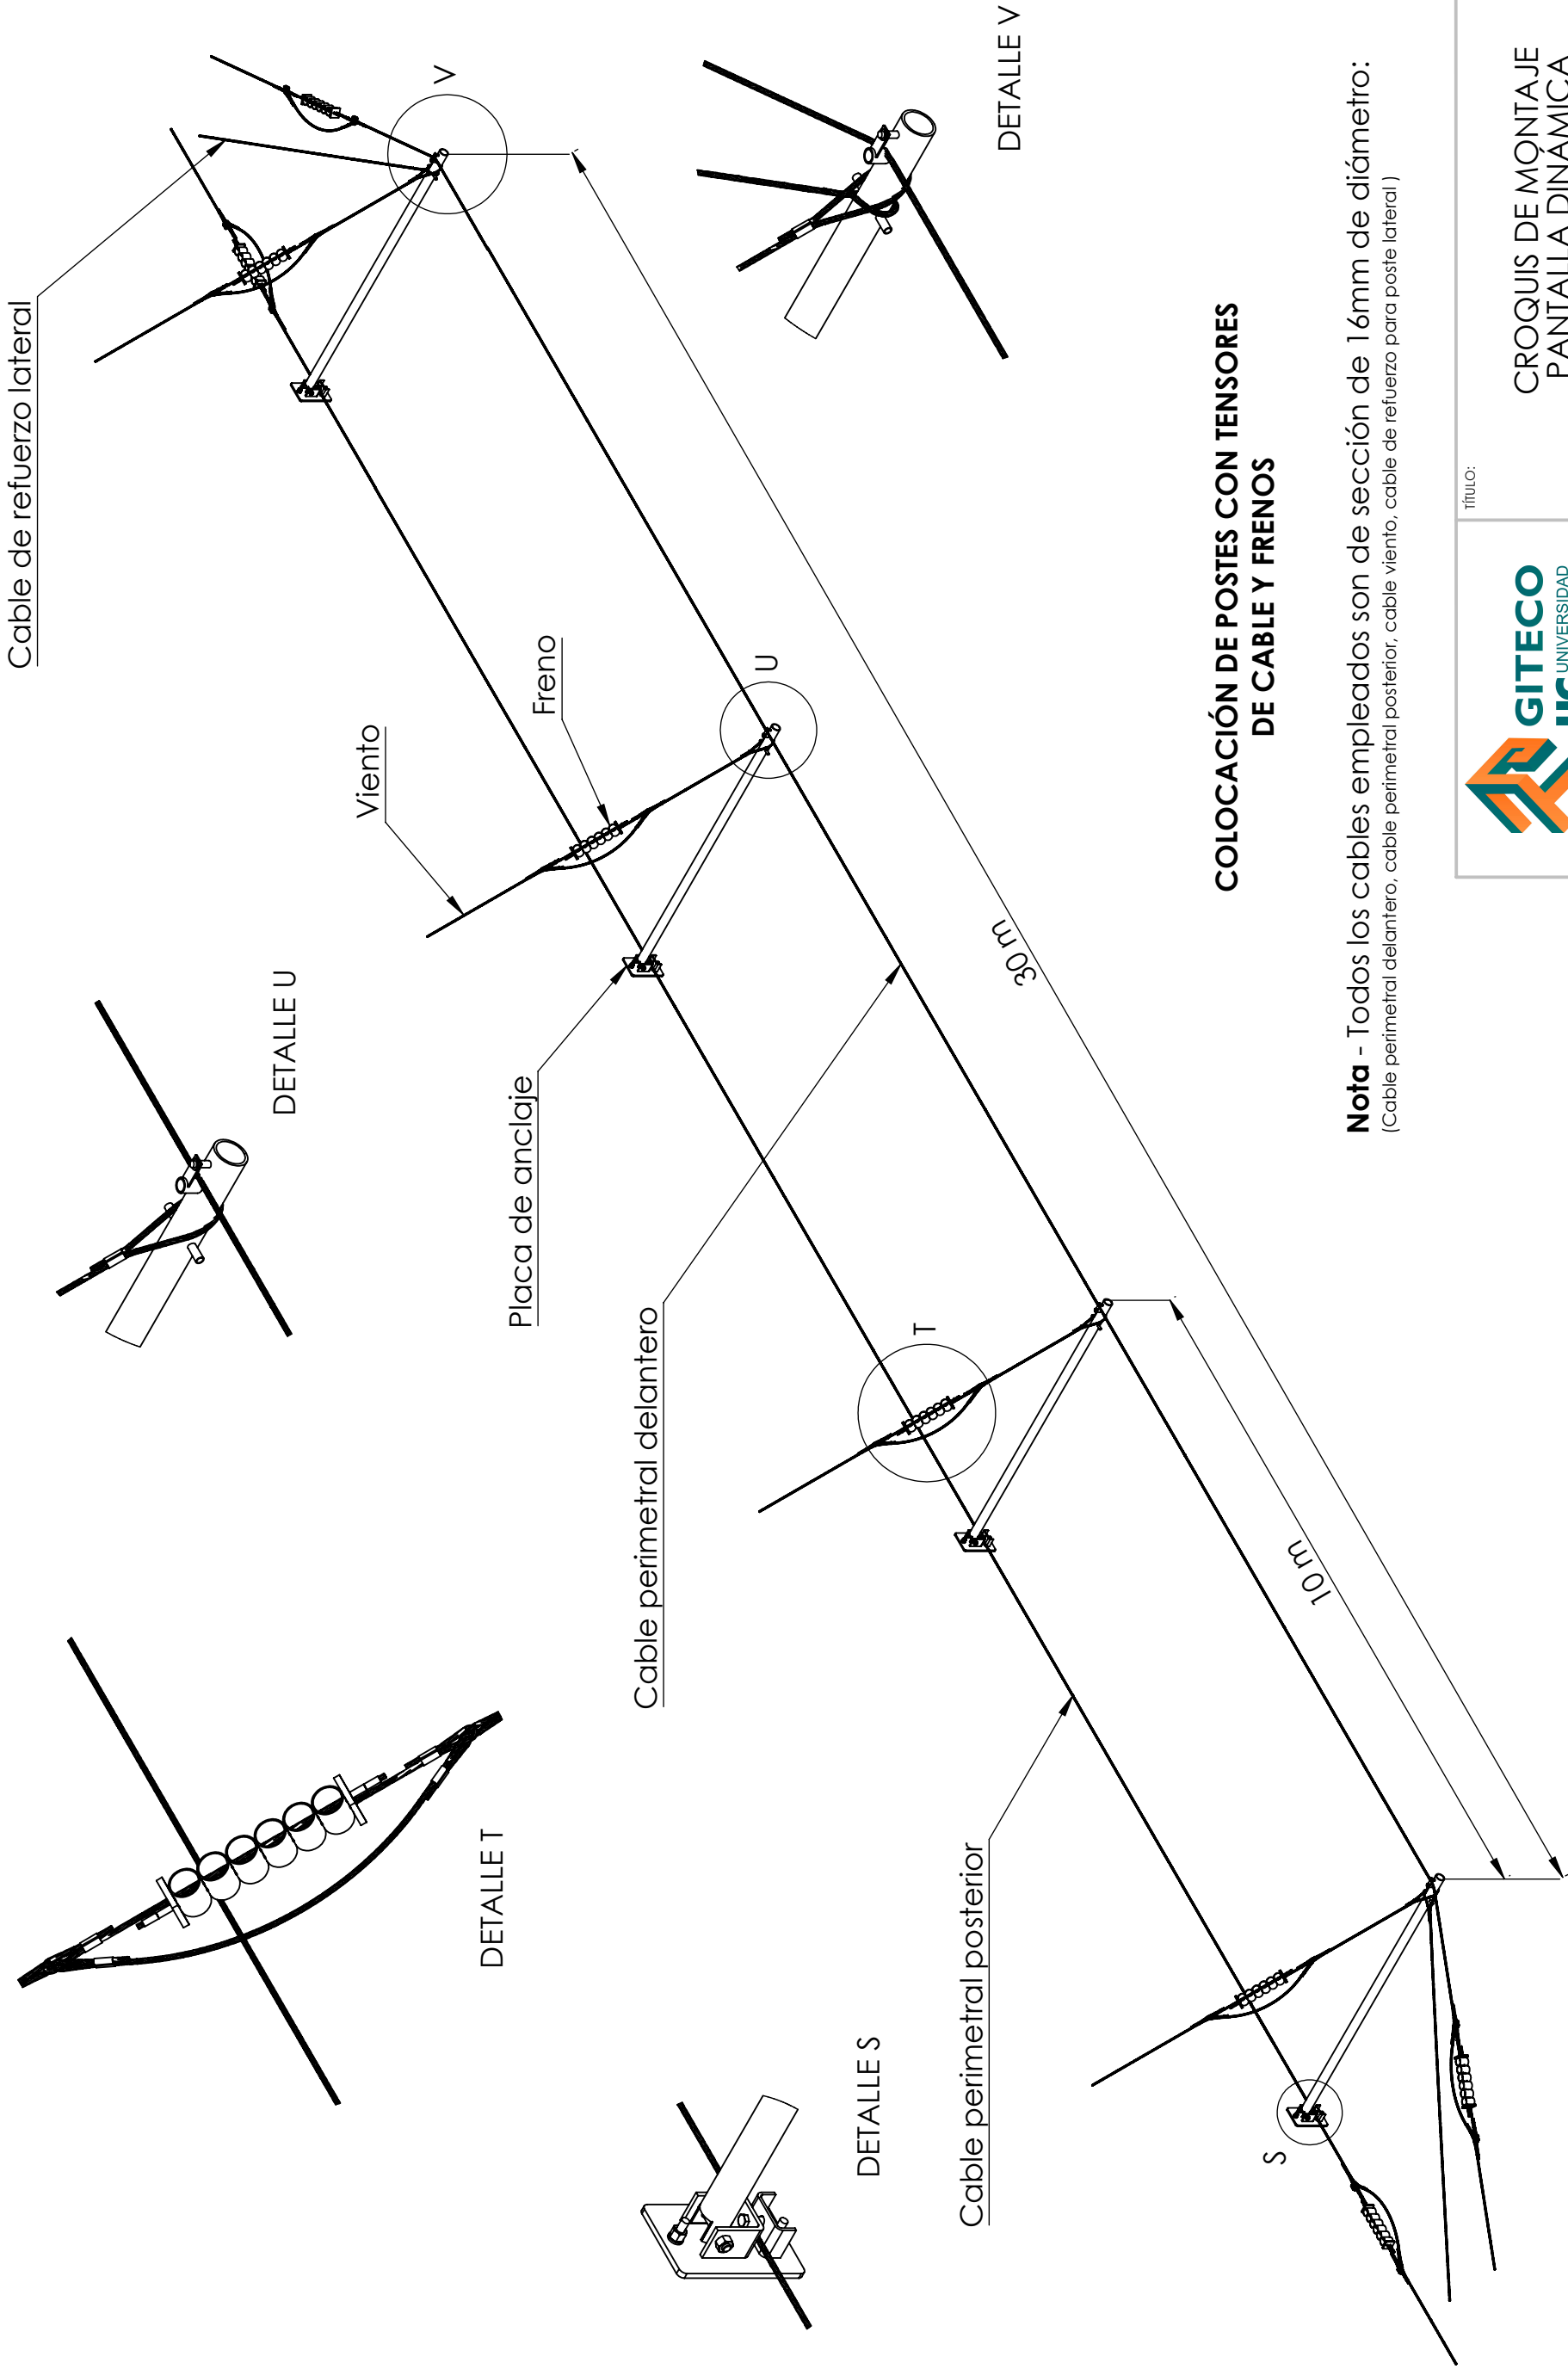 Cable de refuerzo lateral
V
DETALLE V
Viento
Freno
U
DETALLE U
Placa de anclaje
Cable perimetral delantero
T
DETALLE T
30 m
10 m
DETALLE S
Cable perimetral posterior
S
COLOCACIÓN DE POSTES CON TENSORES
DE CABLE Y FRENOS
Nota - Todos los cables empleados son de sección de 16mm de diámetro:
(Cable perimetral delantero, cable perimetral posterior, cable viento, cable de refuerzo para poste lateral )
GITECO
UC UNIVERSIDAD
TÍTULO:
CROQUIS DE MONTAJE
PANTALLA DINÁMICA